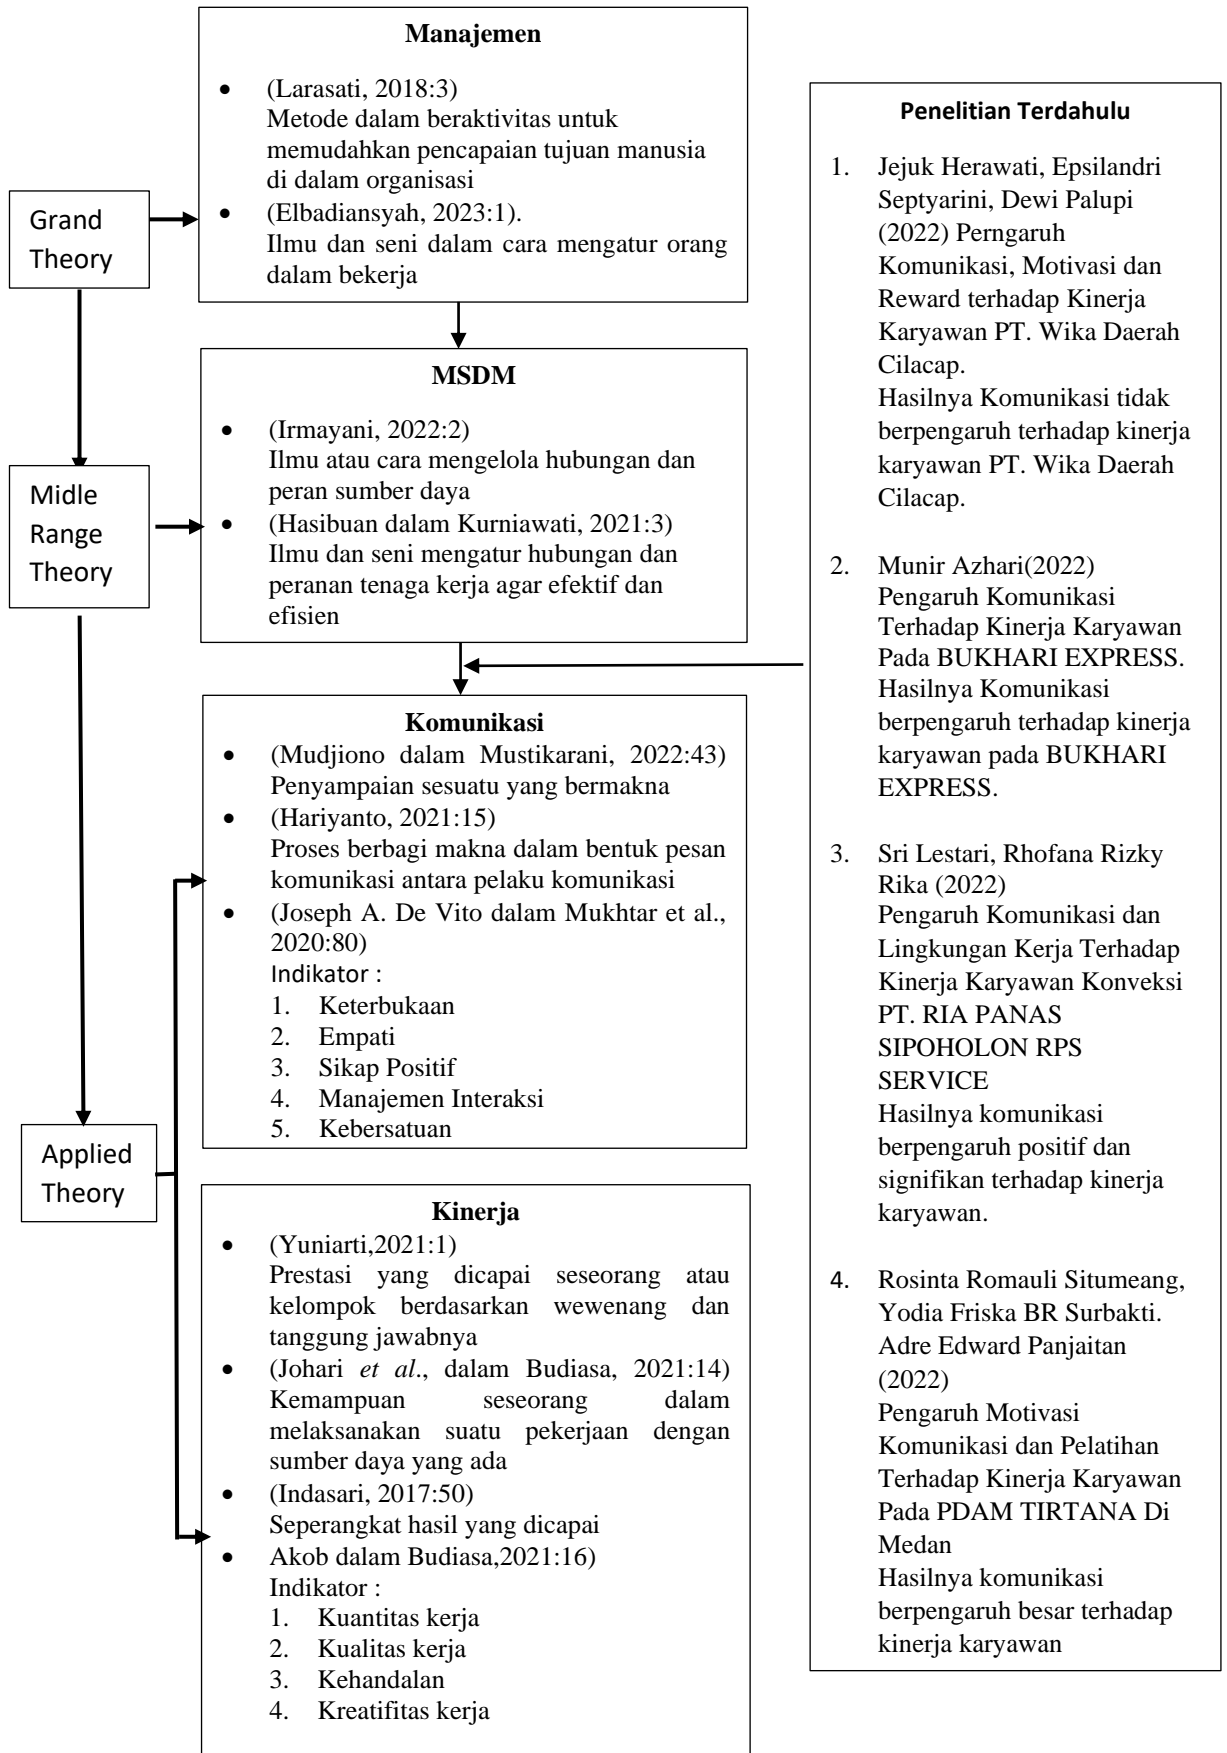 Manajemen
• (Larasati, 2018:3)
Metode dalam beraktivitas untuk
memudahkan pencapaian tujuan manusia
di dalam organisasi
• (Elbadiansyah, 2023:1).
Ilmu dan seni dalam cara mengatur orang
dalam bekerja
Grand
Theory
MSDM
• (Irmayani, 2022:2)
Ilmu atau cara mengelola hubungan dan
peran sumber daya
• (Hasibuan dalam Kurniawati, 2021:3)
Ilmu dan seni mengatur hubungan dan
peranan tenaga kerja agar efektif dan
efisien
Midle
Range
Theory
Komunikasi
• (Mudjiono dalam Mustikarani, 2022:43)
Penyampaian sesuatu yang bermakna
• (Hariyanto, 2021:15)
Proses berbagi makna dalam bentuk pesan
komunikasi antara pelaku komunikasi
• (Joseph A. De Vito dalam Mukhtar et al.,
2020:80)
Indikator :
1. Keterbukaan
2. Empati
3. Sikap Positif
4. Manajemen Interaksi
5. Kebersatuan
Applied
Theory
Kinerja
• (Yuniarti,2021:1)
Prestasi yang dicapai seseorang atau
kelompok berdasarkan wewenang dan
tanggung jawabnya
• (Johari et al., dalam Budiasa, 2021:14)
Kemampuan seseorang dalam
melaksanakan suatu pekerjaan dengan
sumber daya yang ada
• (Indasari, 2017:50)
Seperangkat hasil yang dicapai
• Akob dalam Budiasa,2021:16)
Indikator :
1. Kuantitas kerja
2. Kualitas kerja
3. Kehandalan
4. Kreatifitas kerja
Penelitian Terdahulu
1. Jejuk Herawati, Epsilandri
Septyarini, Dewi Palupi
(2022) Perngaruh
Komunikasi, Motivasi dan
Reward terhadap Kinerja
Karyawan PT. Wika Daerah
Cilacap.
Hasilnya Komunikasi tidak
berpengaruh terhadap kinerja
karyawan PT. Wika Daerah
Cilacap.
2. Munir Azhari(2022)
Pengaruh Komunikasi
Terhadap Kinerja Karyawan
Pada BUKHARI EXPRESS.
Hasilnya Komunikasi
berpengaruh terhadap kinerja
karyawan pada BUKHARI
EXPRESS.
3. Sri Lestari, Rhofana Rizky
Rika (2022)
Pengaruh Komunikasi dan
Lingkungan Kerja Terhadap
Kinerja Karyawan Konveksi
PT. RIA PANAS
SIPOHOLON RPS
SERVICE
Hasilnya komunikasi
berpengaruh positif dan
signifikan terhadap kinerja
karyawan.
4. Rosinta Romauli Situmeang,
Yodia Friska BR Surbakti.
Adre Edward Panjaitan
(2022)
Pengaruh Motivasi
Komunikasi dan Pelatihan
Terhadap Kinerja Karyawan
Pada PDAM TIRTANA Di
Medan
Hasilnya komunikasi
berpengaruh besar terhadap
kinerja karyawan